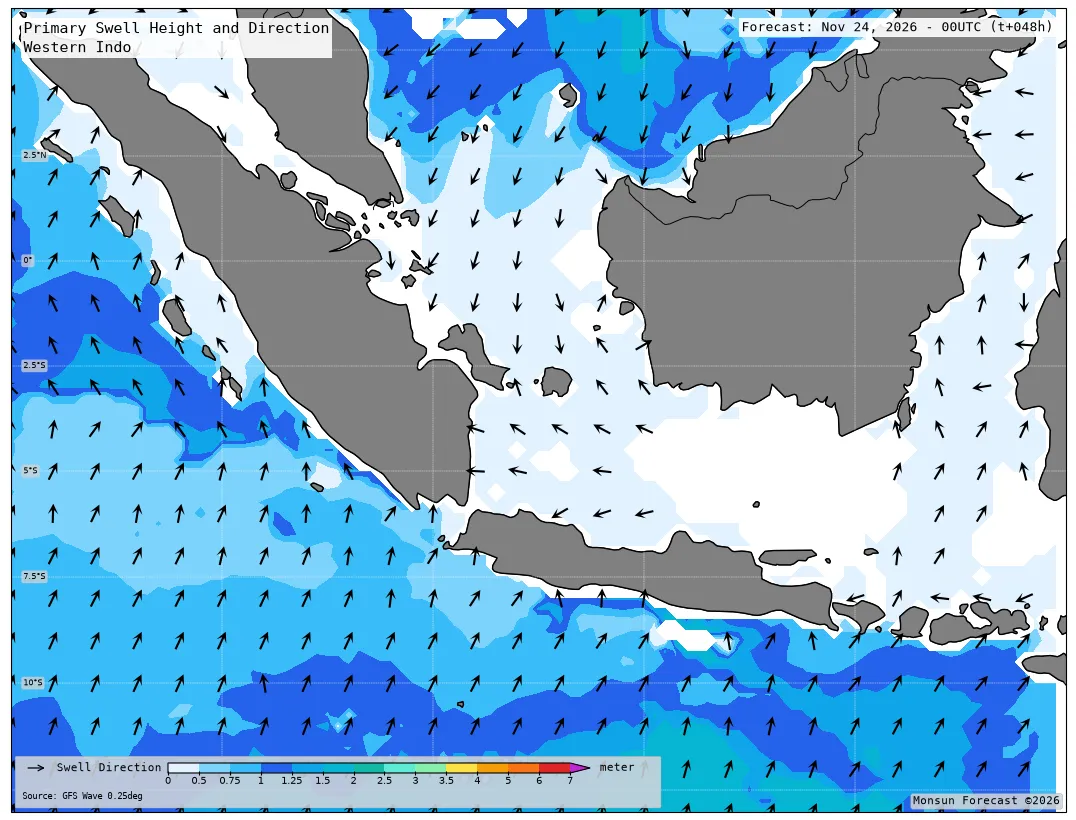 Primary Swell Height and Direction
Western Indo
Forecast: Nov 24, 2026 - 00UTC (t+048h)
2.5°N
0°
2.5°S
5°S
7.5°S
10°S
Swell Direction
0 0.5 0.75 1 1.25 1.5 2 2.5 3 3.5 4 5 6 7
meter
Source: GFS Wave 0.25deg
Monsun Forecast ©2026